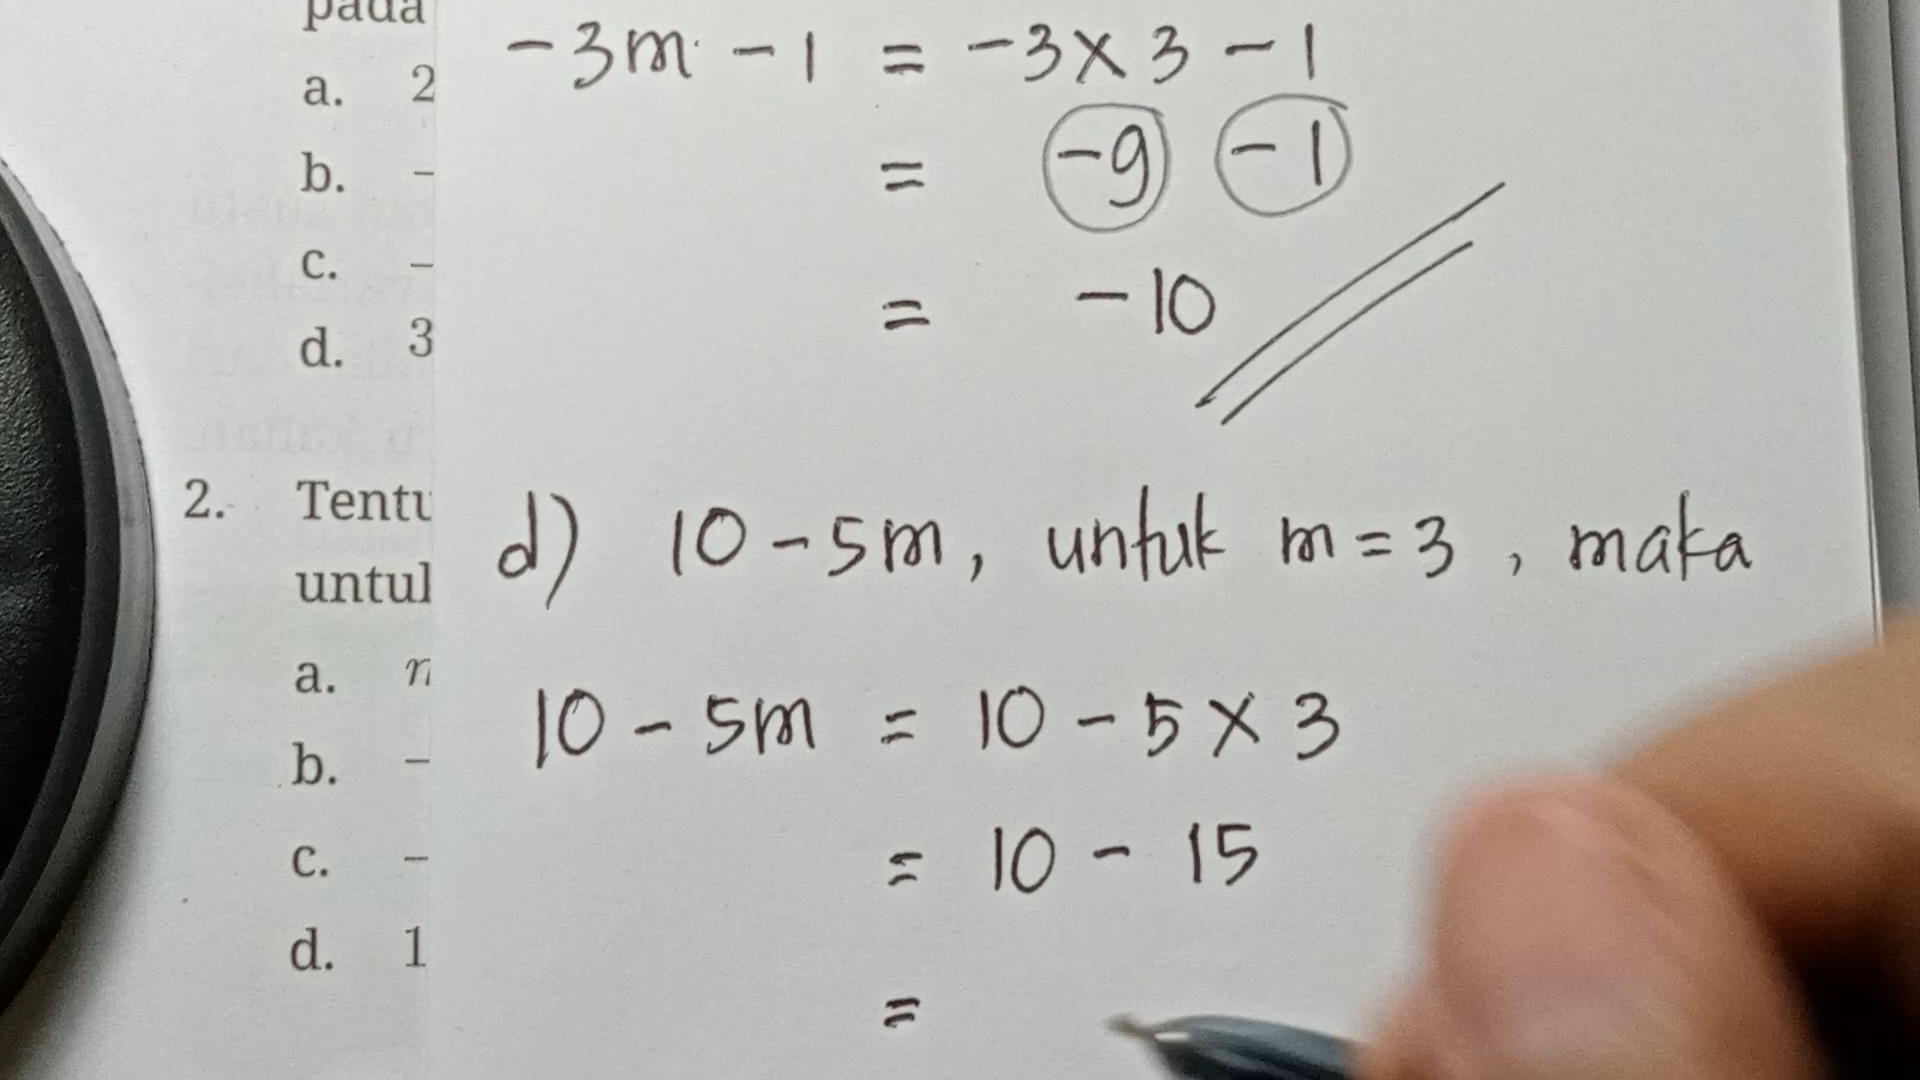 pada
a. 2
b. -
c. -
d. 3
2. Tentu
untuk
a. n
b. -
c. -
d. 1
-3m - 1 = -3 × 3 - 1
= -9 -1
= -10
d) 10 - 5m, untuk m = 3, maka
10 - 5m = 10 - 5 × 3
= 10 - 15
=